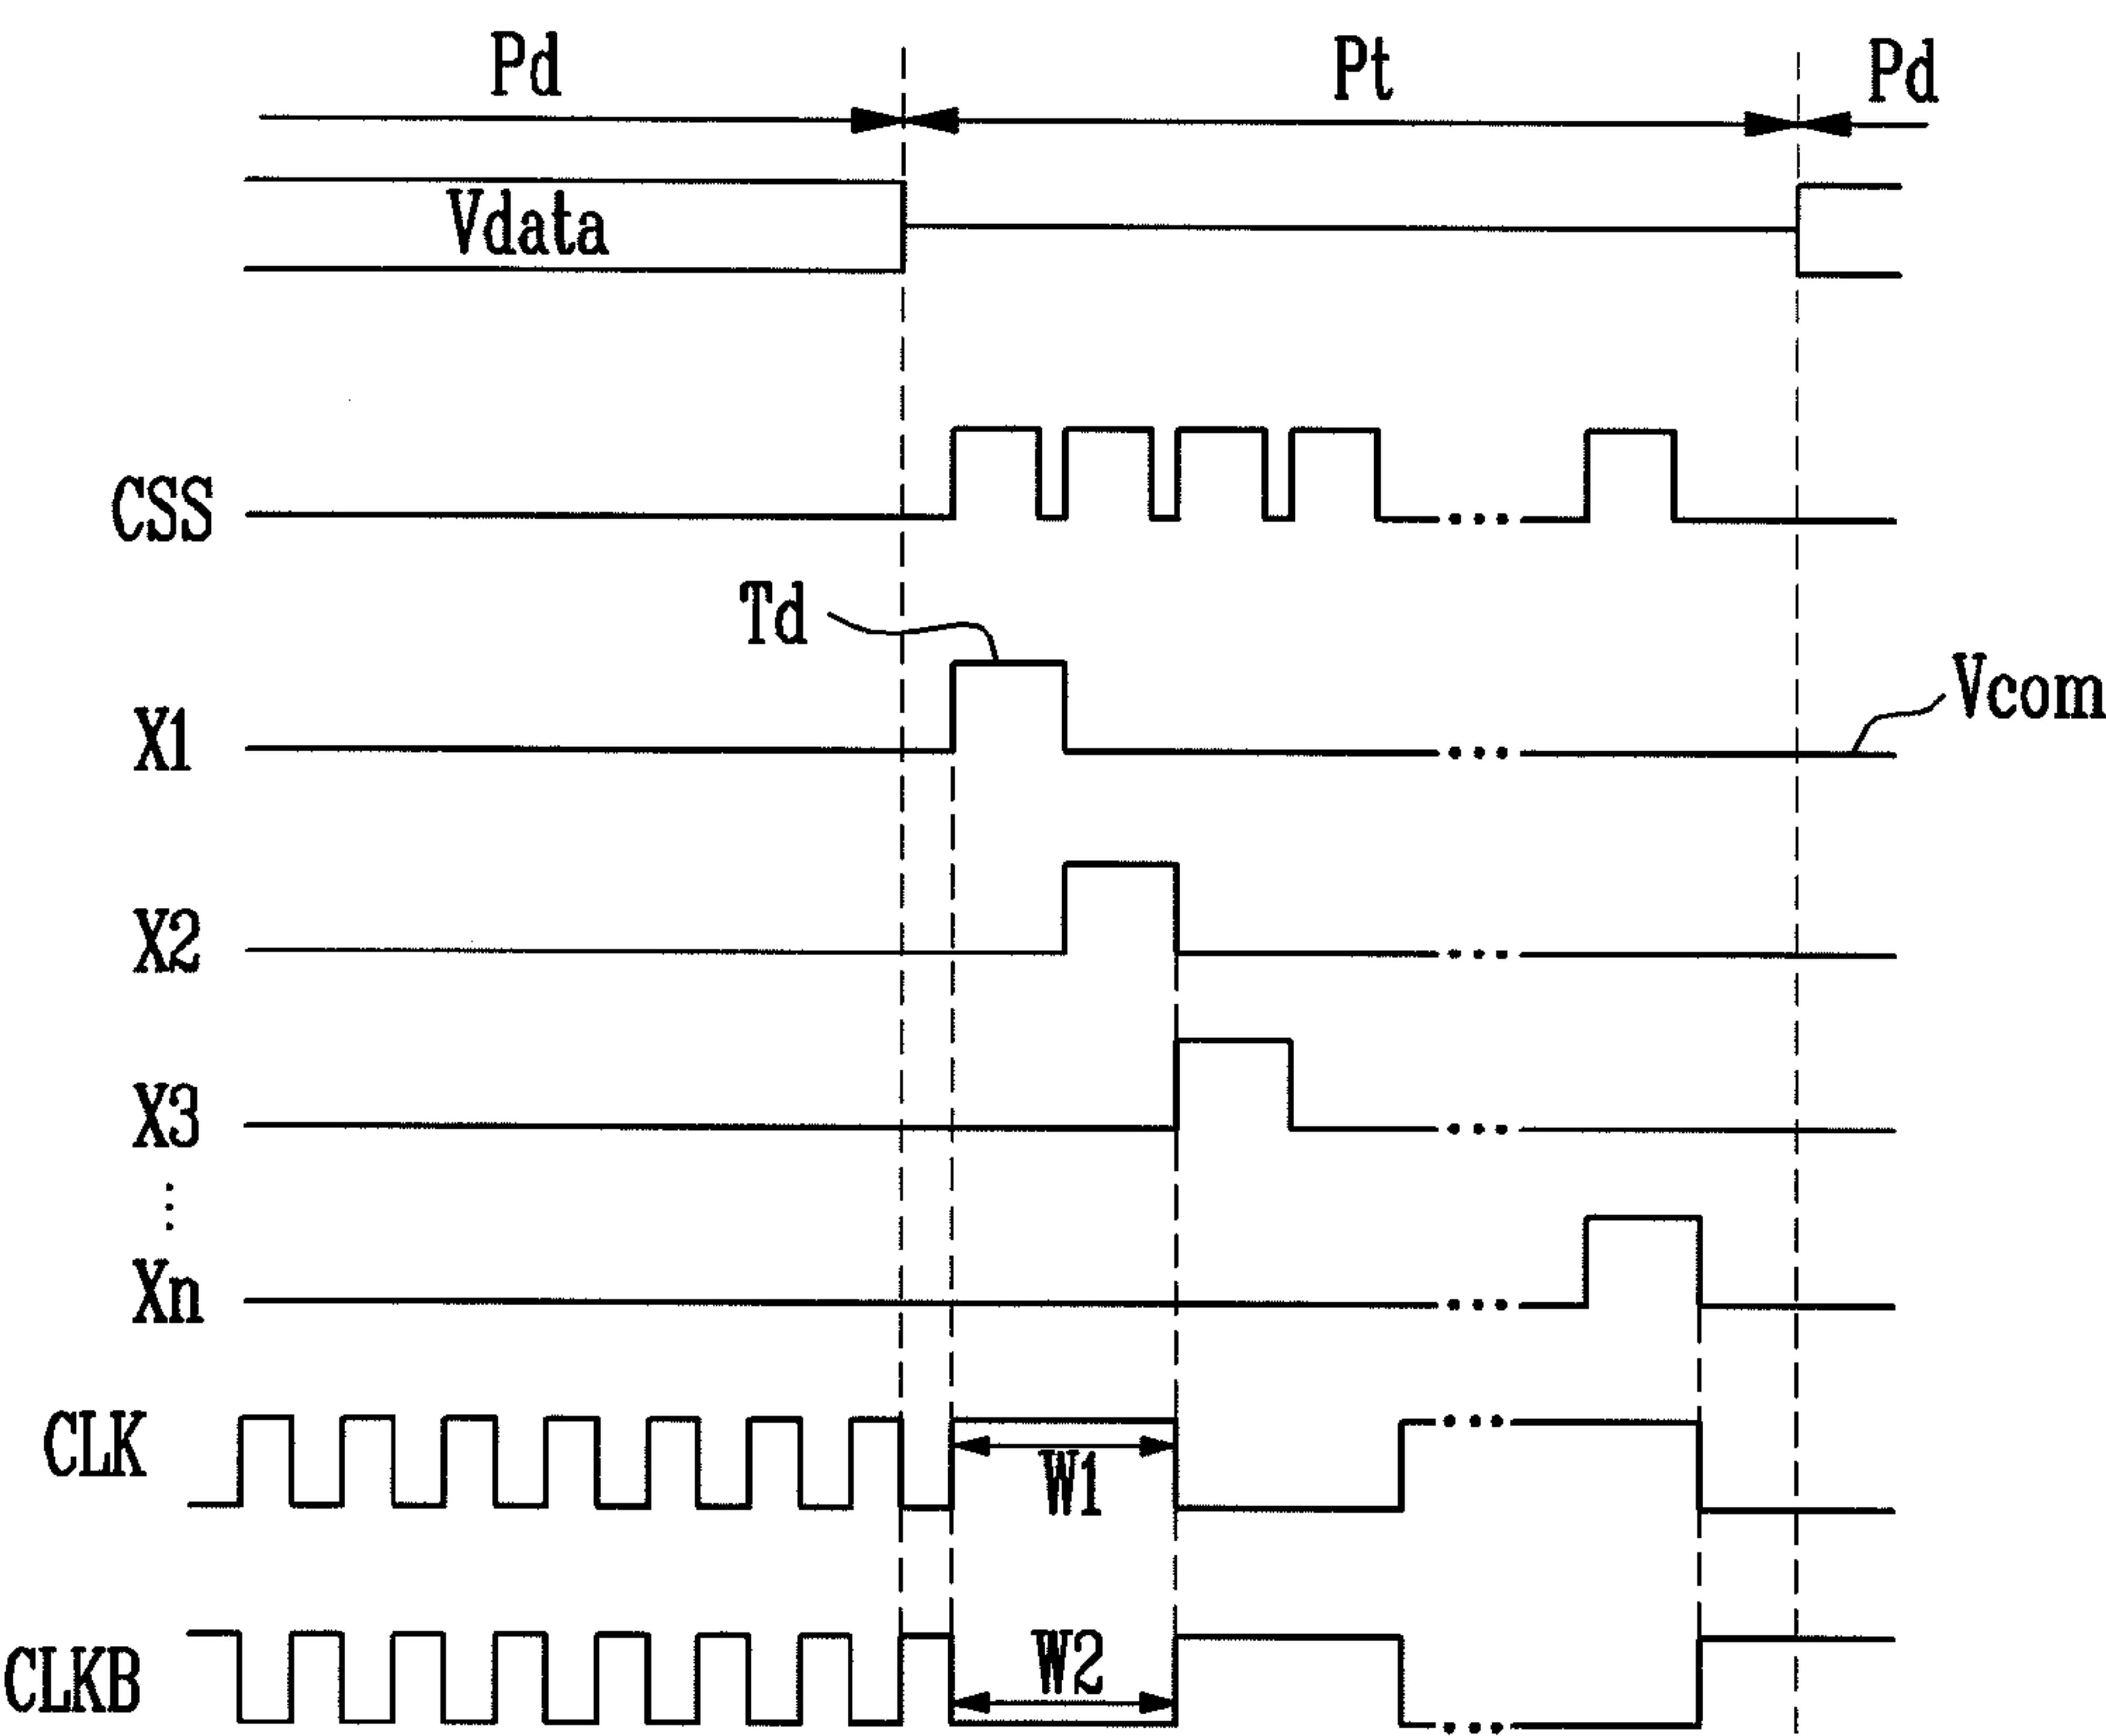 Pd Pt Pd
Vdata
CSS
Td
X1
Vcom
X2
X3
Xn
CLK
W1
CLKB
W2